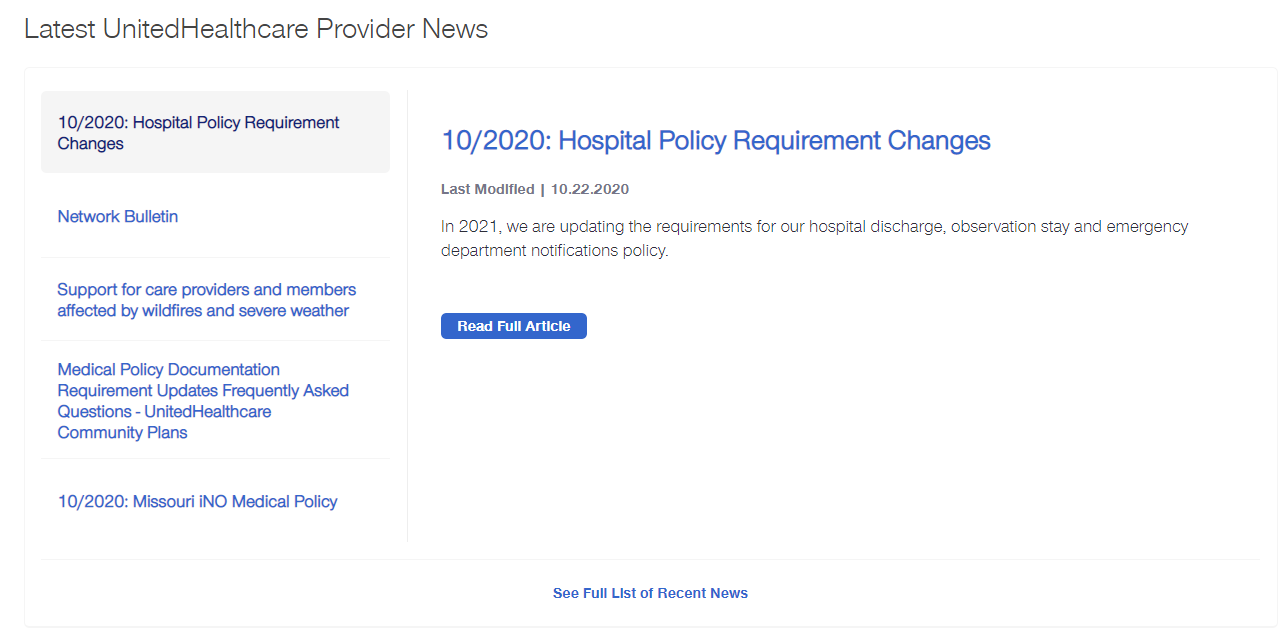 Latest UnitedHealthcare Provider News
10/2020: Hospital Policy Requirement
Changes
Network Bulletin
Support for care providers and members
affected by wildfires and severe weather
Medical Policy Documentation
Requirement Updates Frequently Asked
Questions - UnitedHealthcare
Community Plans
10/2020: Missouri iNO Medical Policy
10/2020: Hospital Policy Requirement Changes
Last Modified | 10.22.2020
In 2021, we are updating the requirements for our hospital discharge, observation stay and emergency
department notifications policy.
Read Full Article
See Full List of Recent News